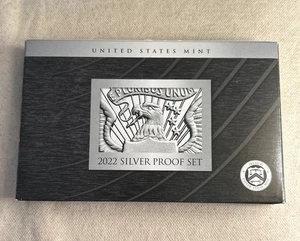 UNITED STATES MINT
E PLURIBUS UNUM
2022 SILVER PROOF SET